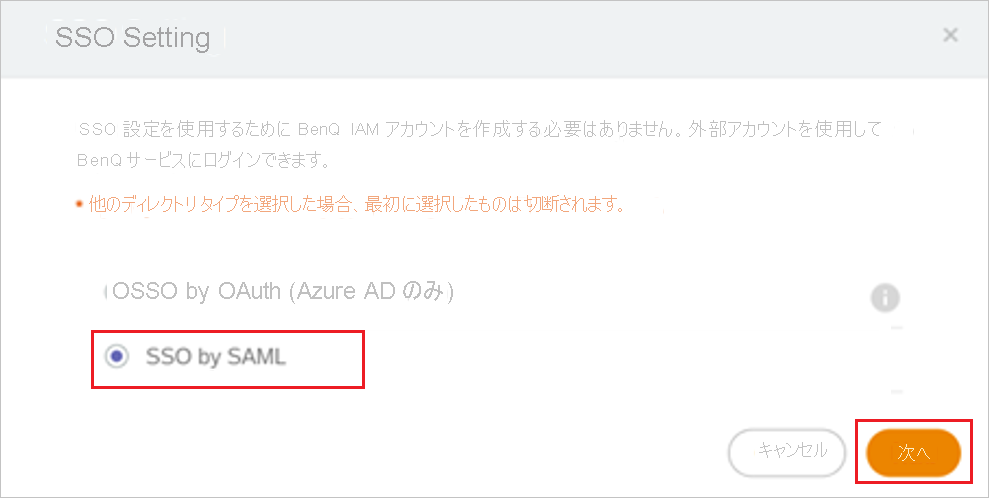 SSO Setting
SSO 設定を使用するために BenQ IAM アカウントを作成する必要はありません。外部アカウントを使用して
BenQ サービスにログインできます。
他のディレクトリ タイプを選択した場合、最初に選択したものは切断されます。
OSSO by OAuth (Azure AD のみ)
SSO by SAML
キャンセル
次へ